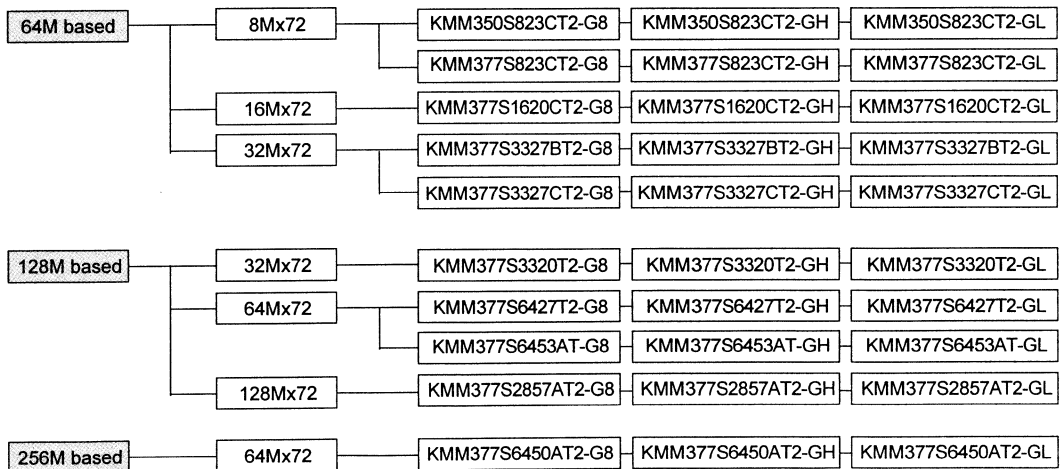 64M based 8Mx72 KMM350S823CT2-G8 KMM350S823CT2-GH KMM350S823CT2-GL
KMM377S823CT2-G8 KMM377S823CT2-GH KMM377S823CT2-GL
16Mx72 KMM377S1620CT2-G8 KMM377S1620CT2-GH KMM377S1620CT2-GL
32Mx72 KMM377S3327BT2-G8 KMM377S3327BT2-GH KMM377S3327BT2-GL
KMM377S3327CT2-G8 KMM377S3327CT2-GH KMM377S3327CT2-GL
128M based 32Mx72 KMM377S3320T2-G8 KMM377S3320T2-GH KMM377S3320T2-GL
64Mx72 KMM377S6427T2-G8 KMM377S6427T2-GH KMM377S6427T2-GL
KMM377S6453AT-G8 KMM377S6453AT-GH KMM377S6453AT-GL
128Mx72 KMM377S2857AT2-G8 KMM377S2857AT2-GH KMM377S2857AT2-GL
256M based 64Mx72 KMM377S6450AT2-G8 KMM377S6450AT2-GH KMM377S6450AT2-GL